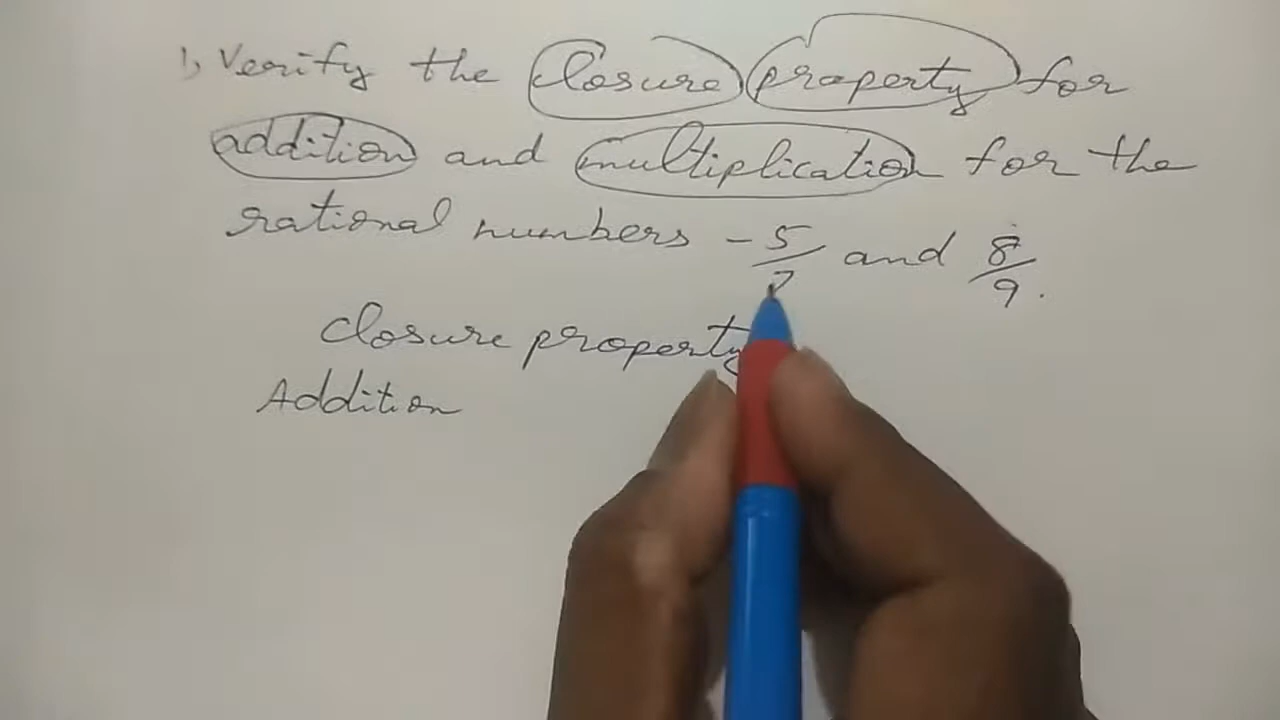 1, Verify the closure property for
addition and multiplication for the
rational numbers -5/7 and 8/9.
closure property
Addition